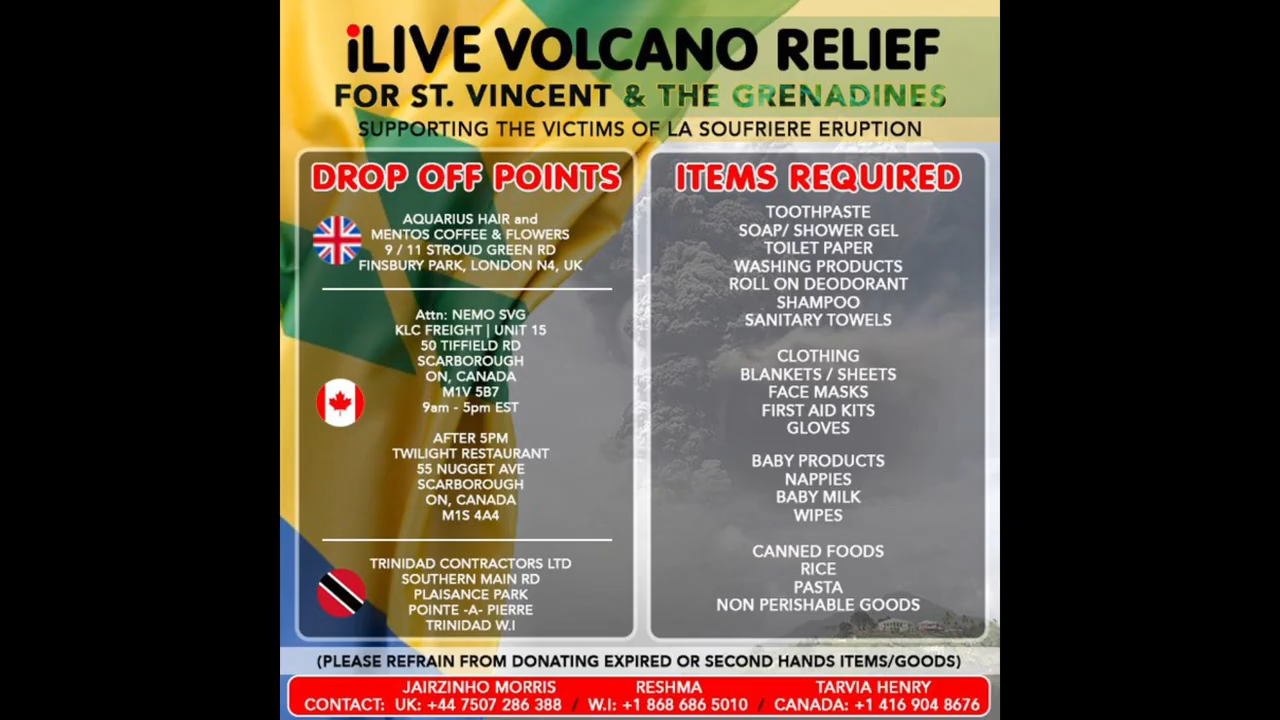 iLIVE VOLCANO RELIEF
FOR ST. VINCENT & THE GRENADINES
SUPPORTING THE VICTIMS OF LA SOUFRIERE ERUPTION
DROP OFF POINTS
AQUARIUS HAIR and
MENTOS COFFEE & FLOWERS
9 / 11 STROUD GREEN RD
FINSBURY PARK, LONDON N4, UK
Attn: NEMO SVG
KLC FREIGHT | UNIT 15
50 TIFFIELD RD
SCARBOROUGH
ON, CANADA
M1V 5B7
9am - 5pm EST
AFTER 5PM
TWILIGHT RESTAURANT
55 NUGGET AVE
SCARBOROUGH
ON, CANADA
M1S 4A4
TRINIDAD CONTRACTORS LTD
SOUTHERN MAIN RD
PLAISANCE PARK
POINTE -A- PIERRE
TRINIDAD W.I
ITEMS REQUIRED
TOOTHPASTE
SOAP/ SHOWER GEL
TOILET PAPER
WASHING PRODUCTS
ROLL ON DEODORANT
SHAMPOO
SANITARY TOWELS
CLOTHING
BLANKETS / SHEETS
FACE MASKS
FIRST AID KITS
GLOVES
BABY PRODUCTS
NAPPIES
BABY MILK
WIPES
CANNED FOODS
RICE
PASTA
NON PERISHABLE GOODS
(PLEASE REFRAIN FROM DONATING EXPIRED OR SECOND HANDS ITEMS/GOODS)
JAIRZINHO MORRIS RESHMA TARVIA HENRY
CONTACT: UK: +44 7507 286 388 / W.I: +1 868 686 5010 / CANADA: +1 416 904 8676